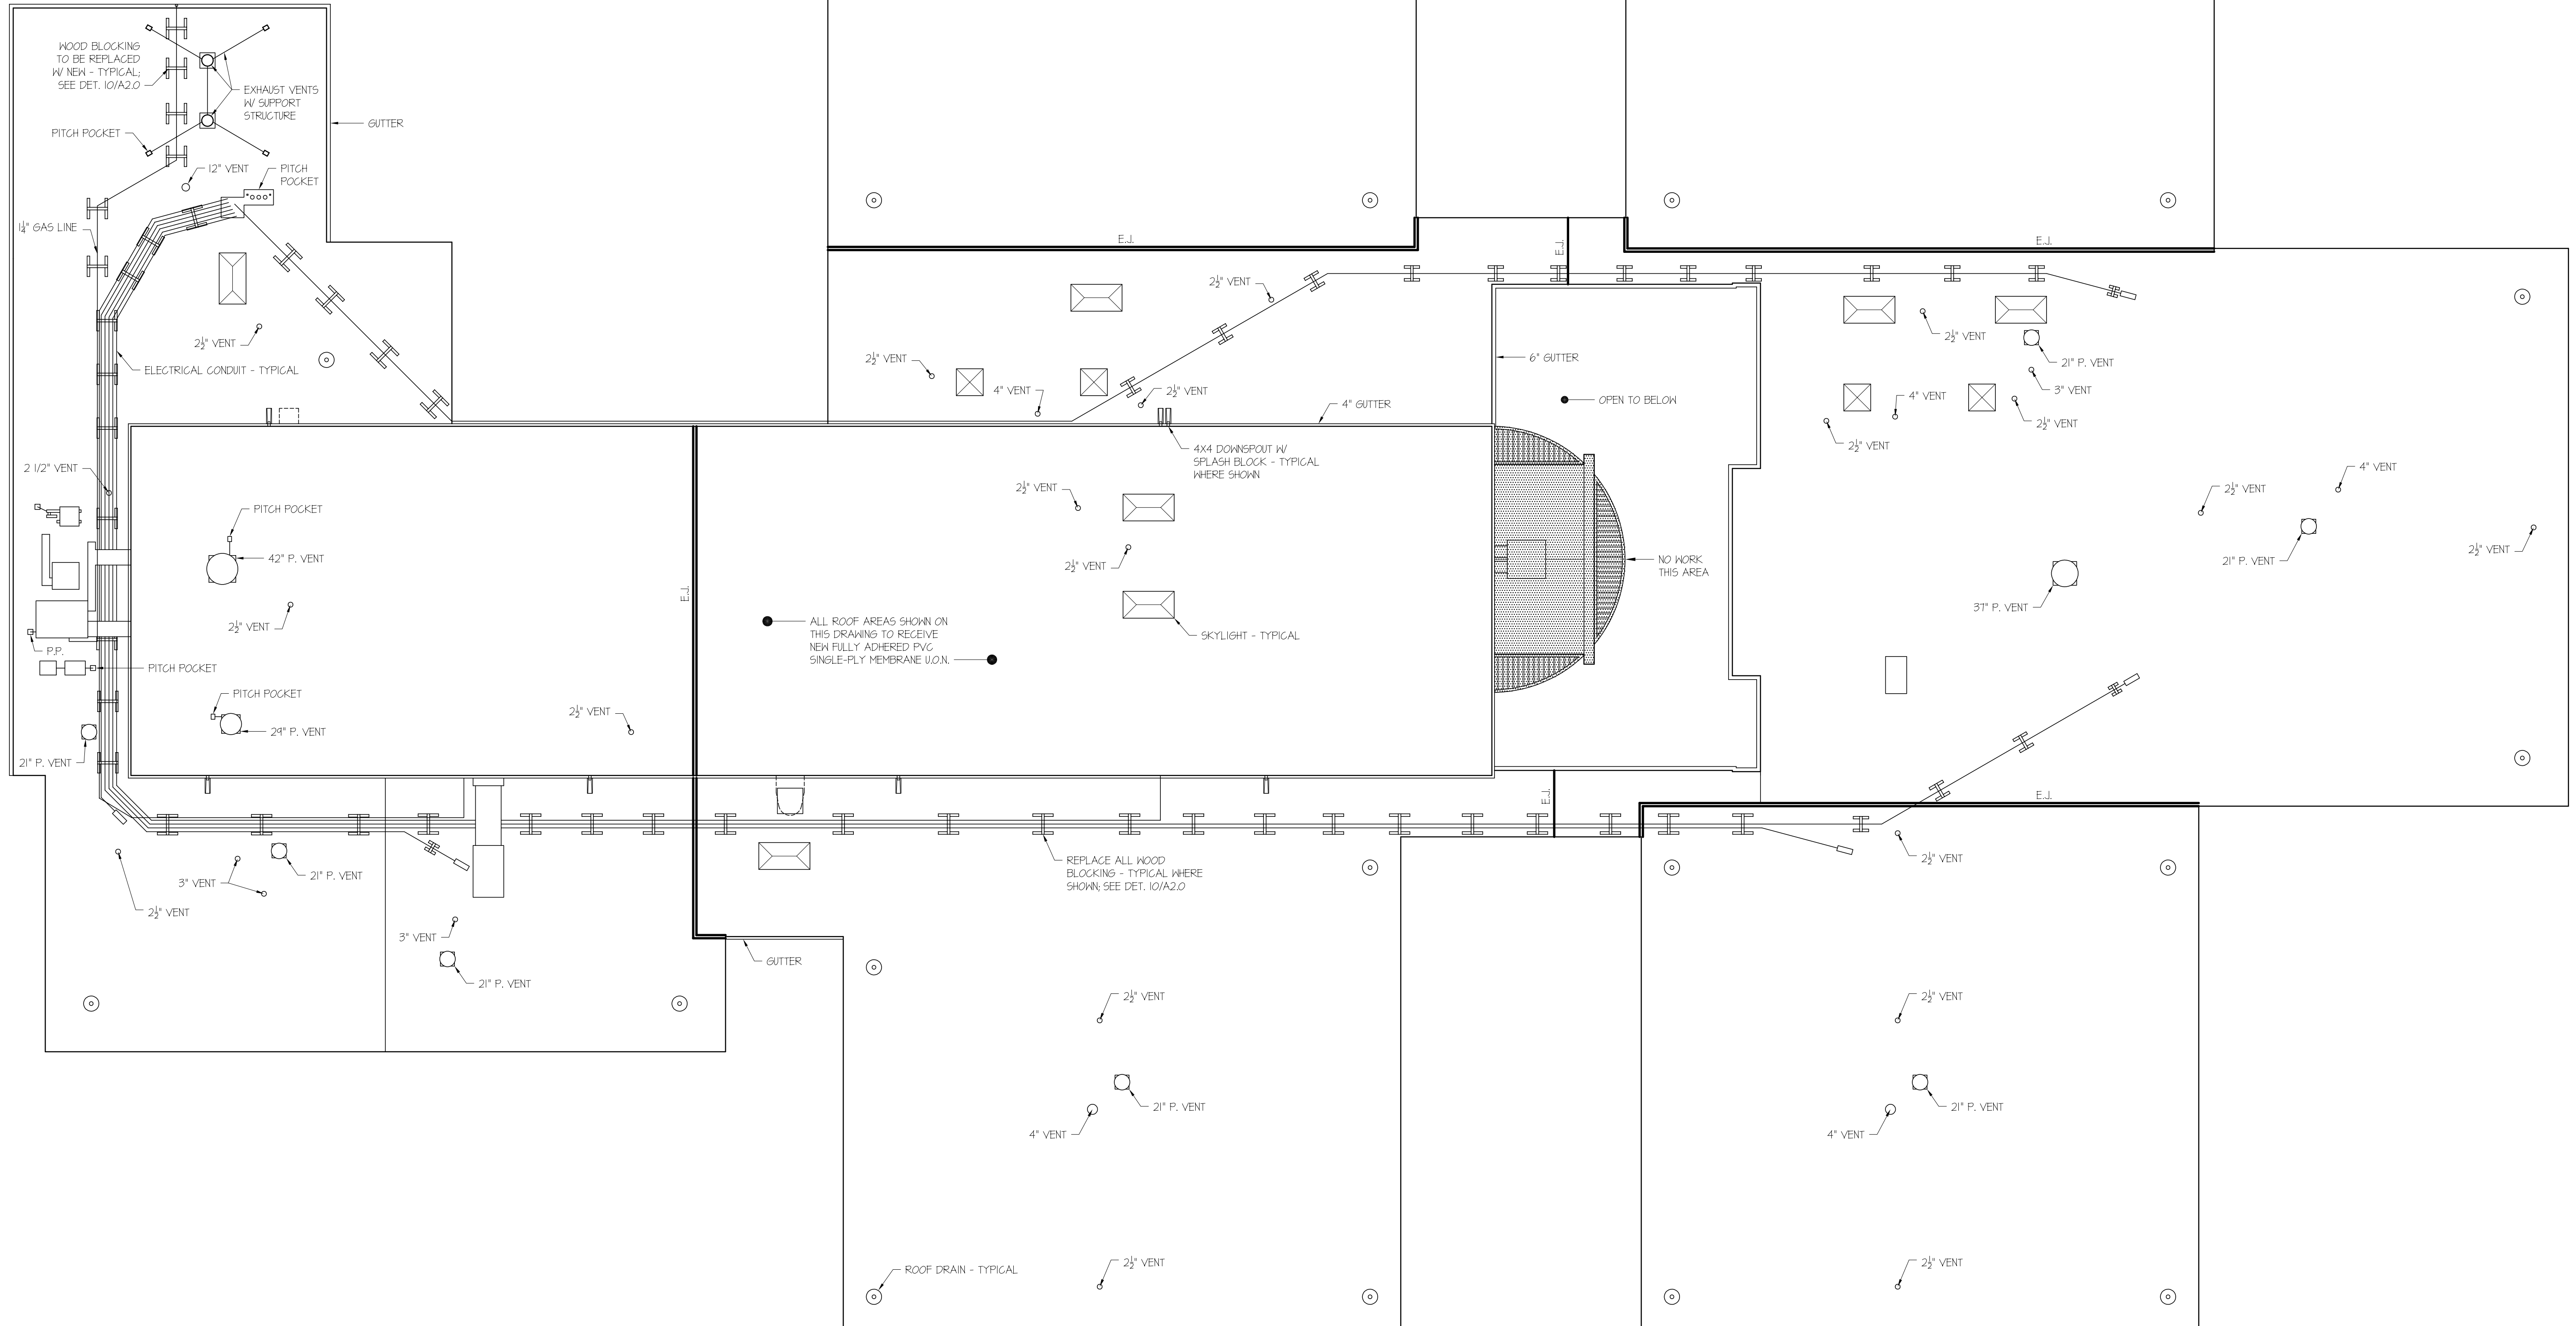 WOOD BLOCKING
TO BE REPLACED
W/ NEW - TYPICAL;
SEE DET. 10/A2.0
EXHAUST VENTS
W/ SUPPORT
STRUCTURE
GUTTER
PITCH POCKET
12" VENT
PITCH
POCKET
1¼" GAS LINE
2½" VENT
ELECTRICAL CONDUIT - TYPICAL
E.J.
E.J.
E.J.
2½" VENT
2½" VENT
4" VENT
2½" VENT
4" GUTTER
6" GUTTER
OPEN TO BELOW
2½" VENT
21" P. VENT
3" VENT
4" VENT
2½" VENT
2½" VENT
2 1/2" VENT
PITCH POCKET
42" P. VENT
2½" VENT
P.P.
PITCH POCKET
PITCH POCKET
29" P. VENT
21" P. VENT
2½" VENT
E.J.
4X4 DOWNSPOUT W/
SPLASH BLOCK - TYPICAL
WHERE SHOWN
2½" VENT
2½" VENT
ALL ROOF AREAS SHOWN ON
THIS DRAWING TO RECEIVE
NEW FULLY ADHERED PVC
SINGLE-PLY MEMBRANE U.O.N.
SKYLIGHT - TYPICAL
NO WORK
THIS AREA
4" VENT
2½" VENT
21" P. VENT
2½" VENT
37" P. VENT
E.J.
E.J.
2½" VENT
3" VENT
21" P. VENT
2½" VENT
3" VENT
21" P. VENT
GUTTER
REPLACE ALL WOOD
BLOCKING - TYPICAL WHERE
SHOWN; SEE DET. 10/A2.0
2½" VENT
21" P. VENT
4" VENT
2½" VENT
ROOF DRAIN - TYPICAL
2½" VENT
21" P. VENT
4" VENT
2½" VENT